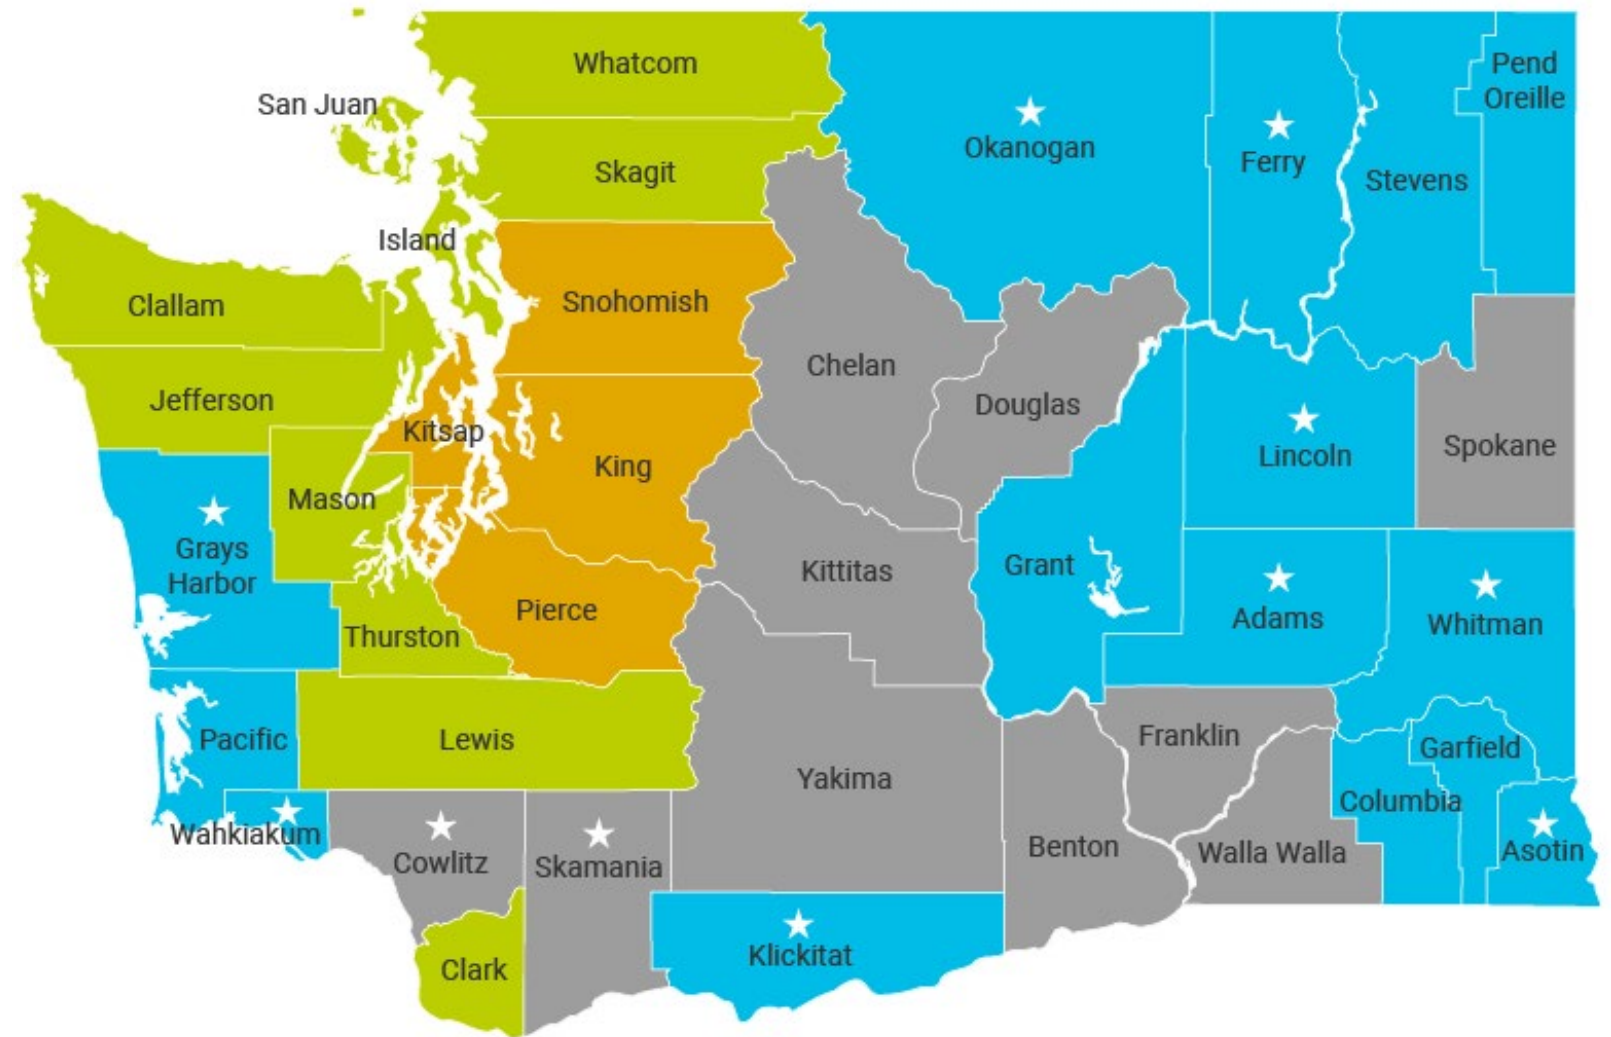 Whatcom
Pend
Oreille
San Juan
Okanogan
Ferry
Stevens
Skagit
Island
Clallam
Snohomish
Chelan
Jefferson
Douglas
Kitsap
King
Lincoln
Spokane
Mason
Grays
Harbor
Kittitas
Grant
Adams
Whitman
Pierce
Thurston
Pacific
Lewis
Yakima
Franklin
Garfield
Columbia
Wahkiakum
Cowlitz
Skamania
Benton
Walla Walla
Asotin
Clark
Klickitat